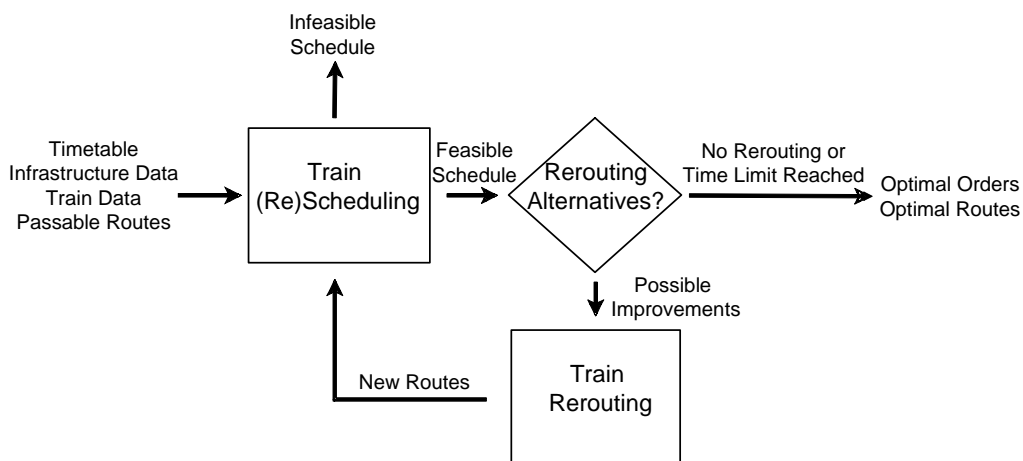 Infeasible
Schedule
Timetable
Infrastructure Data
Train Data
Passable Routes
Train
(Re)Scheduling
Feasible
Schedule
Rerouting
Alternatives?
No Rerouting or
Time Limit Reached
Optimal Orders
Optimal Routes
Possible
Improvements
New Routes
Train
Rerouting